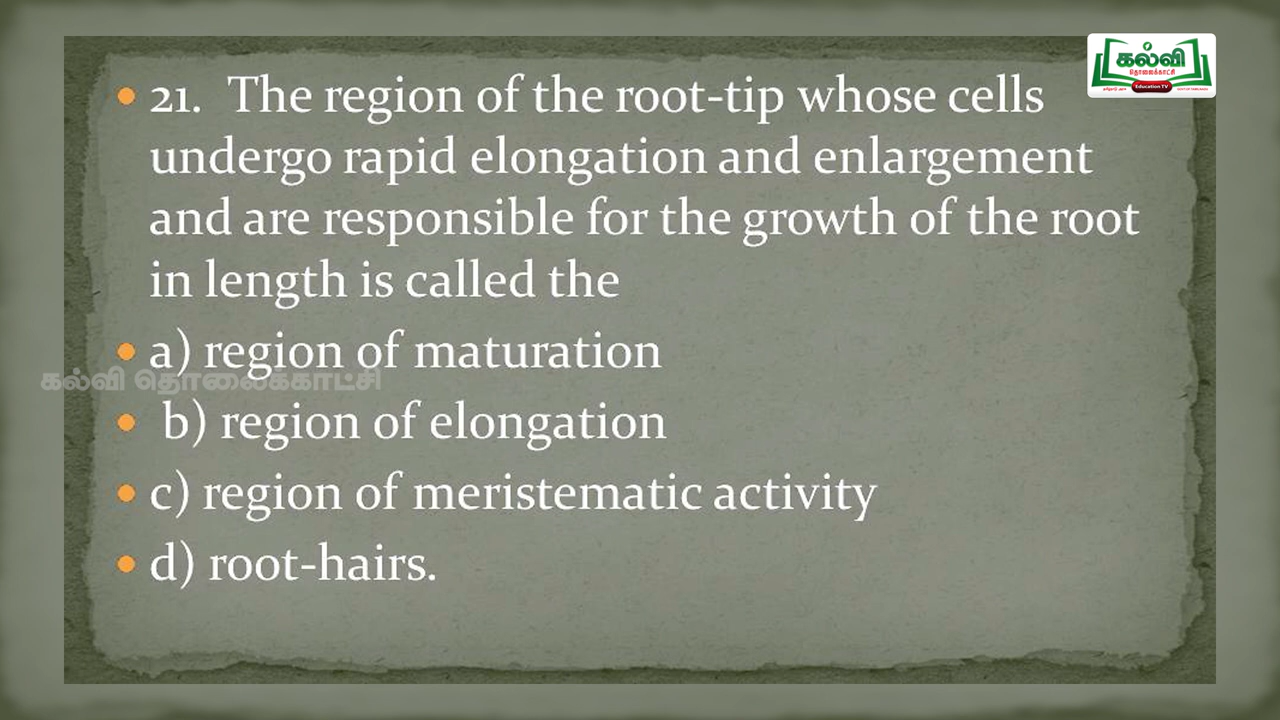 கல்வி
தொலைக்காட்சி
Education TV
• 21. The region of the root-tip whose cells
undergo rapid elongation and enlargement
and are responsible for the growth of the root
in length is called the
• a) region of maturation
கல்வி தொலைக்காட்சி
• b) region of elongation
• c) region of meristematic activity
• d) root-hairs.